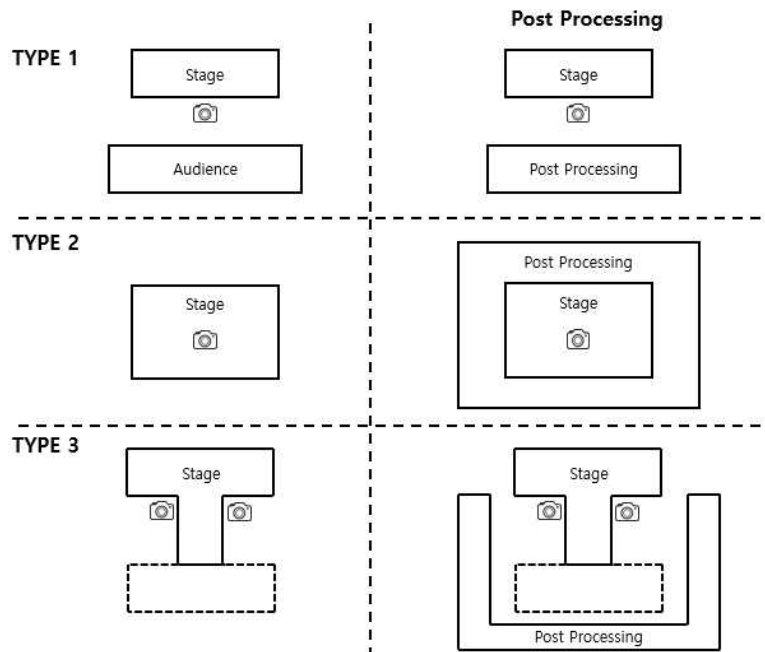 Post Processing
TYPE 1
Stage
Stage
Audience
Post Processing
TYPE 2
Post Processing
Stage
Stage
TYPE 3
Stage
Stage
Post Processing